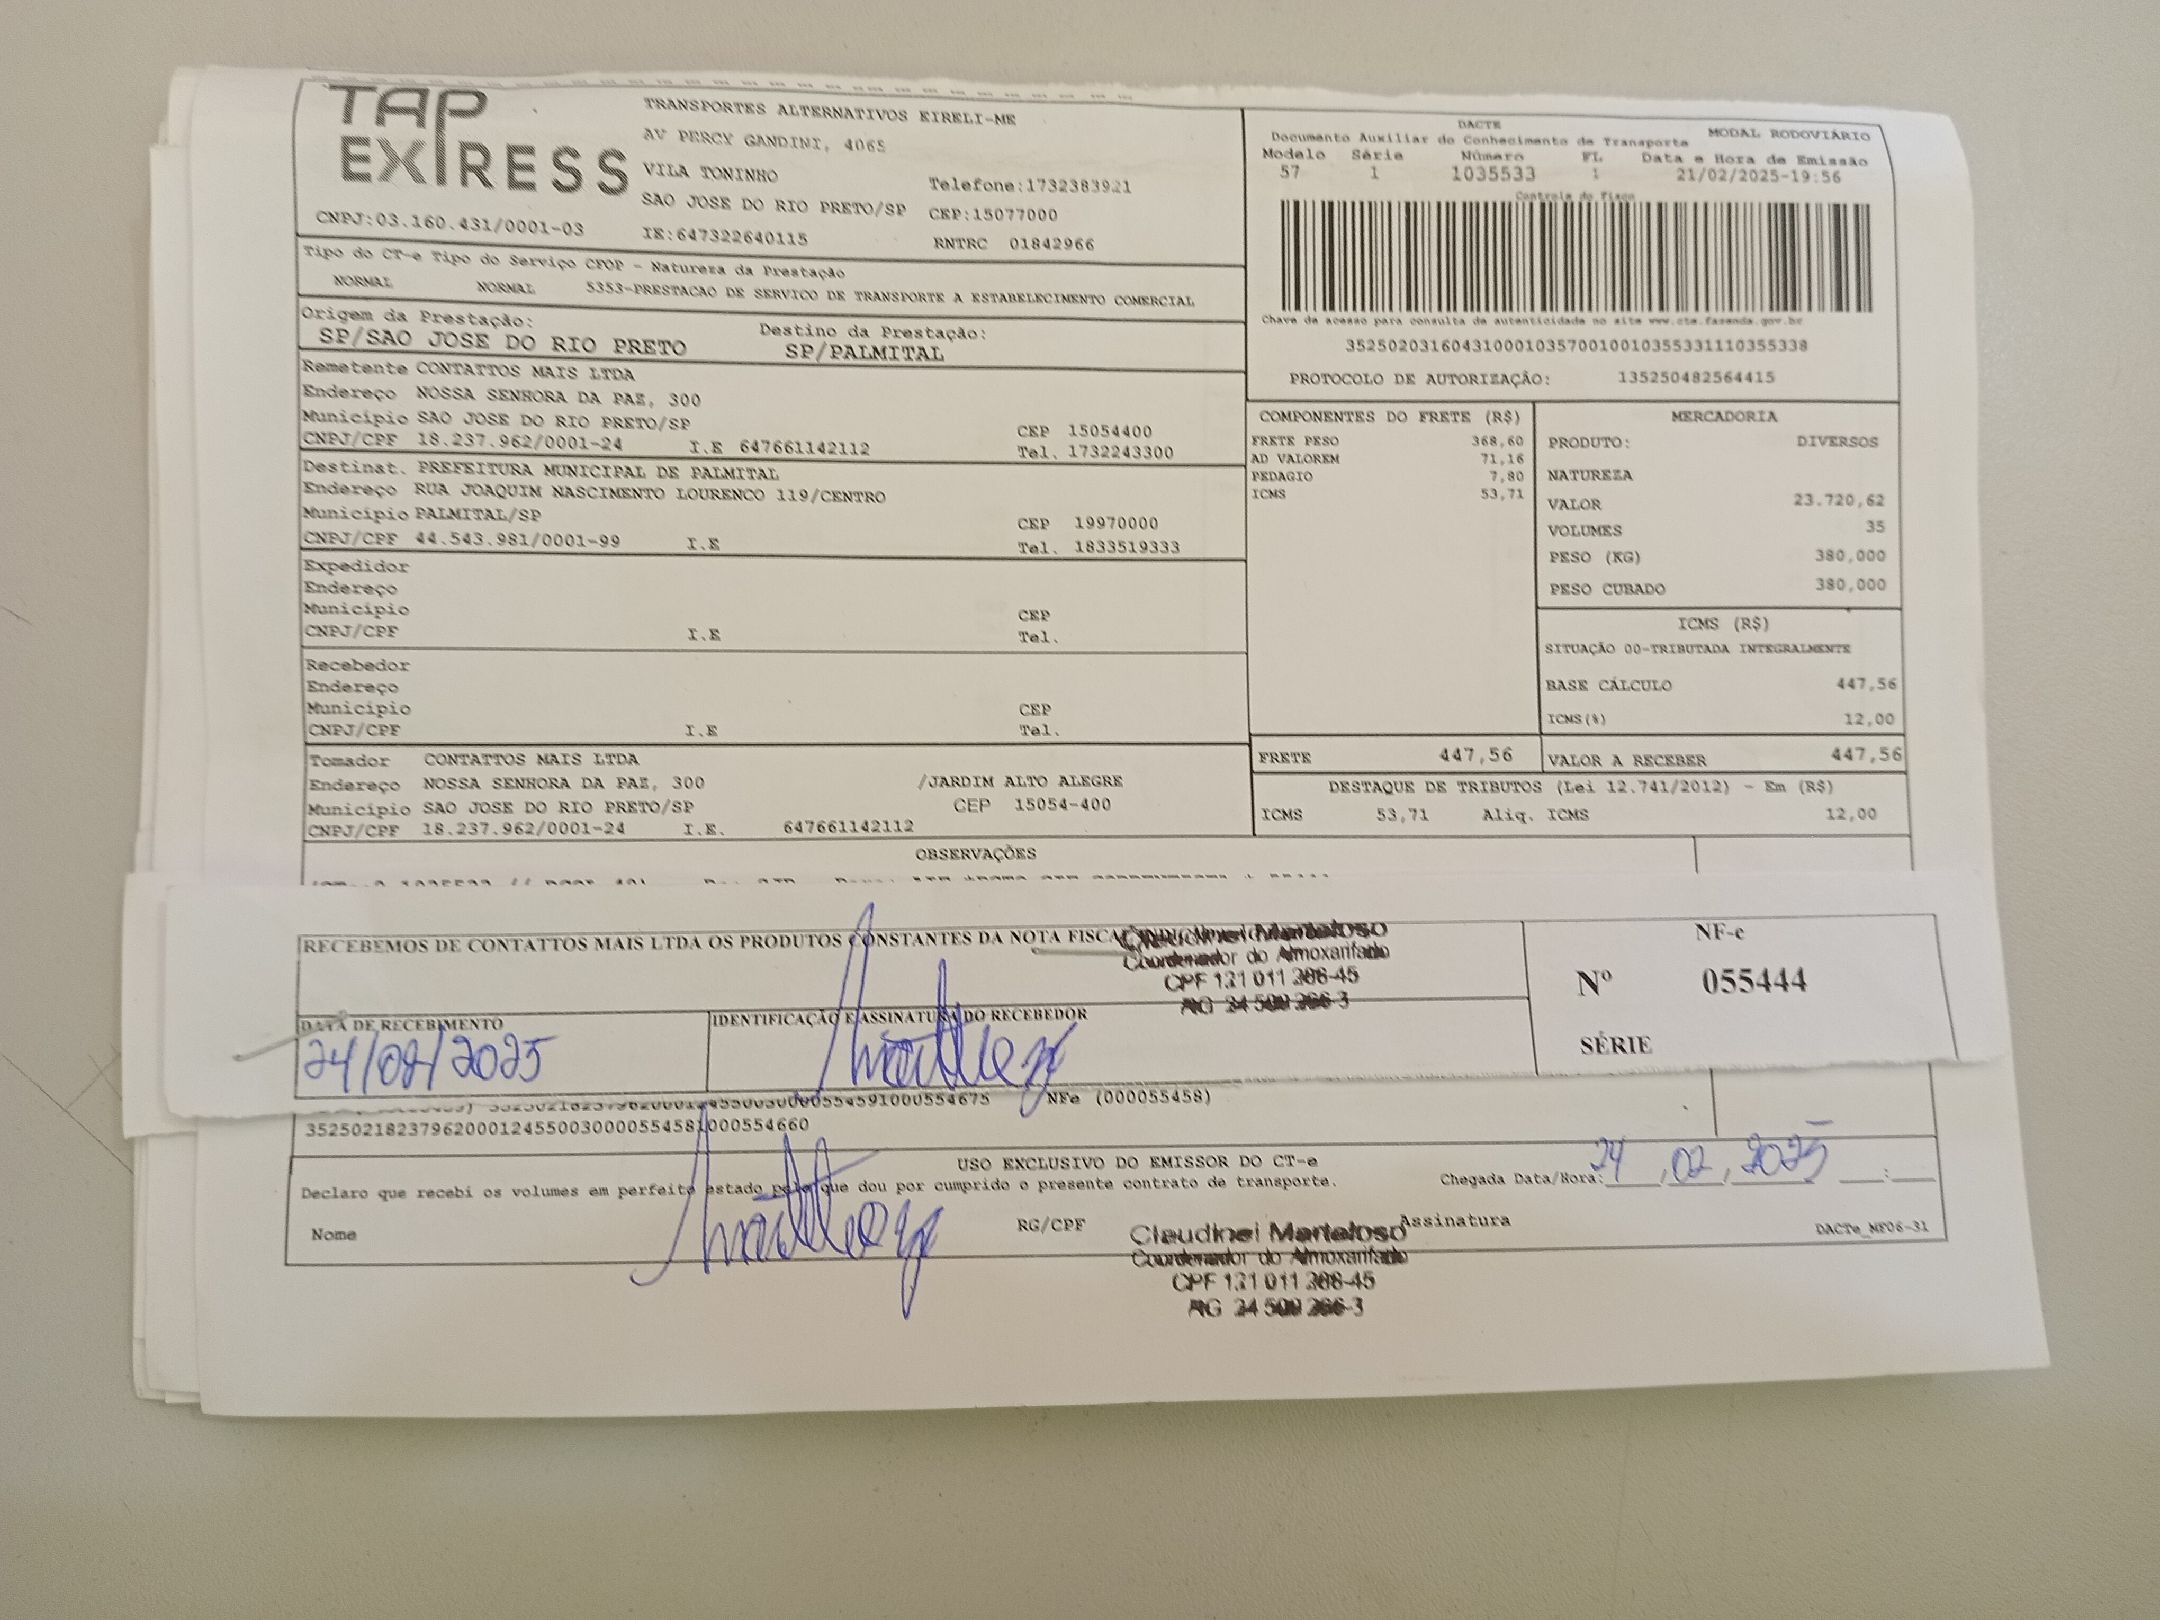 TAP
EXPRESS
TRANSPORTES ALTERNATIVOS EIRELI-ME
AV PERCY GANDINI, 4065
VILA TONINHO
Telefone:1732383921
SAO JOSE DO RIO PRETO/SP CEP:15077000
CNPJ:03.160.431/0001-03
IE:647322640115
RNTRC 01842966
DACTE
Documento Auxiliar do Conhecimento de Transporte
MODAL RODOVIÁRIO
Modelo Série Número FL Data e Hora de Emissão
57 1 1035533 1 21/02/2025-19:56
Controle do Fisco
Chave de acesso para consulta de autenticidade no site www.cte.fazenda.gov.br
35250203160431000103570010010355331110355338
PROTOCOLO DE AUTORIZAÇÃO: 135250482564415
Tipo do CT-e Tipo do Serviço CFOP - Natureza da Prestação
NORMAL NORMAL 5353-PRESTACAO DE SERVICO DE TRANSPORTE A ESTABELECIMENTO COMERCIAL
Origem da Prestação: Destino da Prestação:
SP/SAO JOSE DO RIO PRETO SP/PALMITAL
Remetente CONTATTOS MAIS LTDA
Endereço NOSSA SENHORA DA PAZ, 300
Município SAO JOSE DO RIO PRETO/SP CEP 15054400
CNPJ/CPF 18.237.962/0001-24 I.E 647661142112 Tel. 1732243300
Destinat. PREFEITURA MUNICIPAL DE PALMITAL
Endereço RUA JOAQUIM NASCIMENTO LOURENCO 119/CENTRO
Município PALMITAL/SP CEP 19970000
CNPJ/CPF 44.543.981/0001-99 I.E Tel. 1833519333
Expedidor
Endereço
Município CEP
CNPJ/CPF I.E Tel.
Recebedor
Endereço
Município CEP
CNPJ/CPF I.E Tel.
Tomador CONTATTOS MAIS LTDA
Endereço NOSSA SENHORA DA PAZ, 300 /JARDIM ALTO ALEGRE
Município SAO JOSE DO RIO PRETO/SP CEP 15054-400
CNPJ/CPF 18.237.962/0001-24 I.E. 647661142112
COMPONENTES DO FRETE (R$)
FRETE PESO 368,60
AD VALOREM 71,16
PEDAGIO 7,80
ICMS 53,71
MERCADORIA
PRODUTO: DIVERSOS
NATUREZA
VALOR 23.720,62
VOLUMES 35
PESO (KG) 380,000
PESO CUBADO 380,000
ICMS (R$)
SITUAÇÃO 00-TRIBUTADA INTEGRALMENTE
BASE CÁLCULO 447,56
ICMS(%) 12,00
FRETE 447,56 VALOR A RECEBER 447,56
DESTAQUE DE TRIBUTOS (Lei 12.741/2012) - Em (R$)
ICMS 53,71 Aliq. ICMS 12,00
OBSERVAÇÕES
RECEBEMOS DE CONTATTOS MAIS LTDA OS PRODUTOS CONSTANTES DA NOTA FISCAL
Coordenador do Almoxarifado
NF-e
Nº 055444
SÉRIE
DATA DE RECEBIMENTO
24/02/2025
IDENTIFICAÇÃO E ASSINATURA DO RECEBEDOR
NFe (000055458)
35250218237962000124550030000554581000554660
USO EXCLUSIVO DO EMISSOR DO CT-e
Declaro que recebi os volumes em perfeito estado pelo que dou por cumprido o presente contrato de transporte.
Chegada Data/Hora: 24,02,2025 :
Nome RG/CPF Assinatura
DACTe_MF06-31
Claudinei Marteloso
Coordenador do Almoxarifado